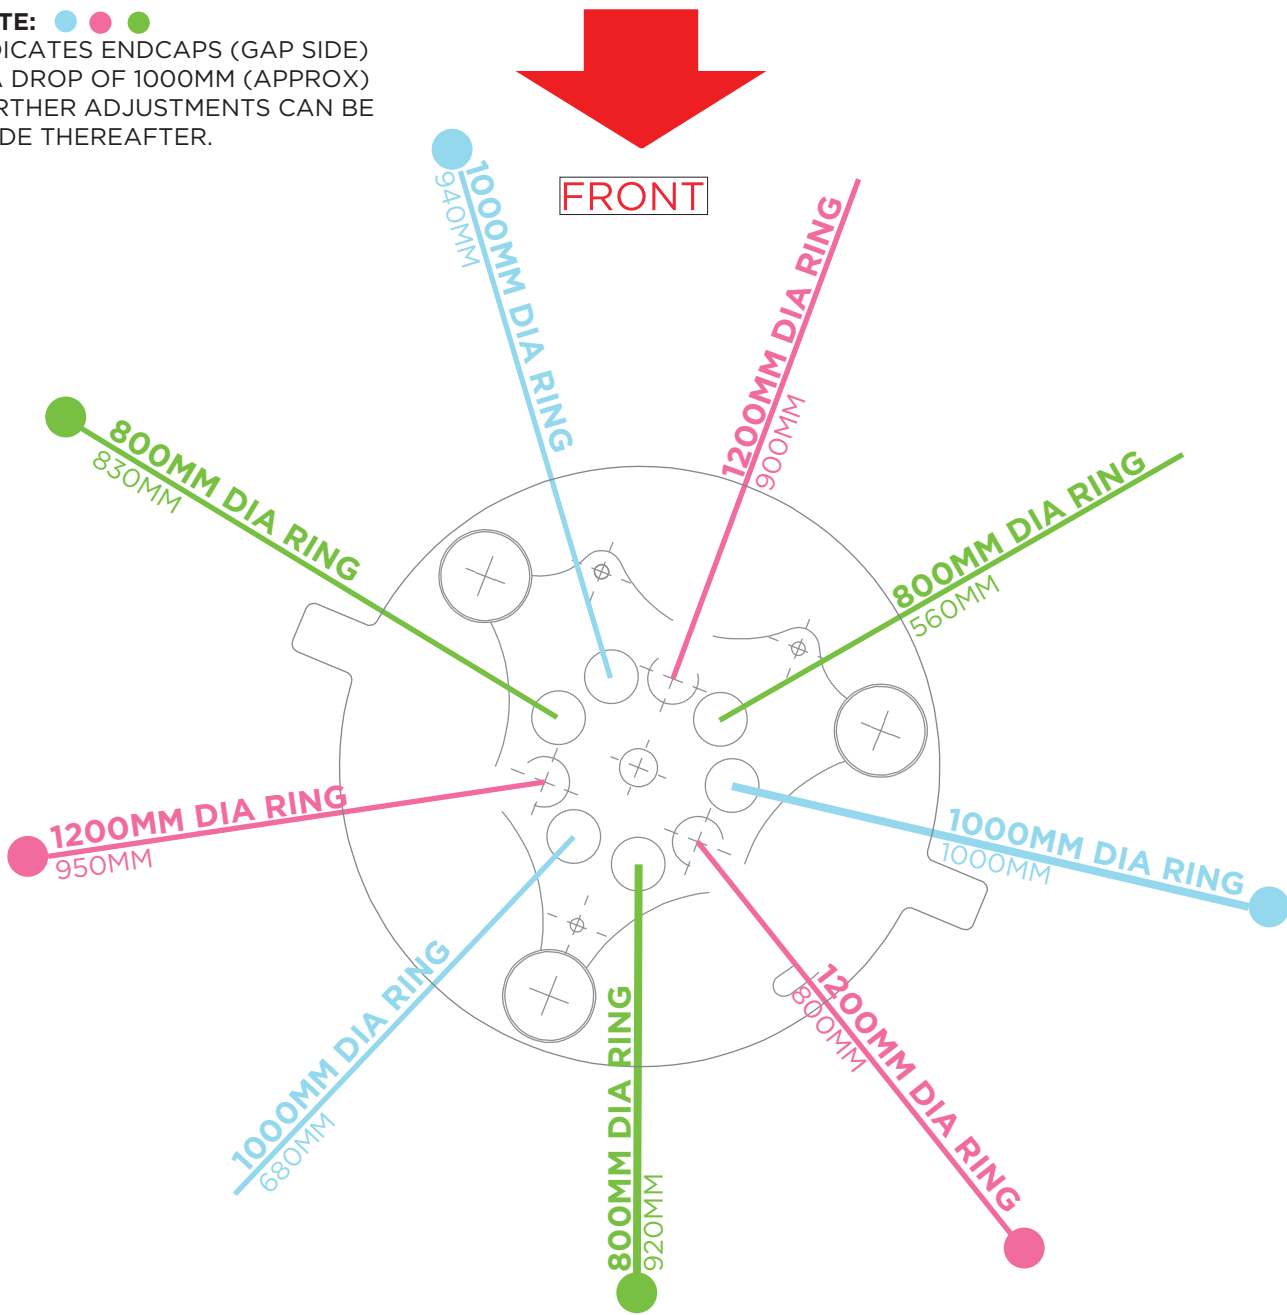 TE:
DICATES ENDCAPS (GAP SIDE)
A DROP OF 1000MM (APPROX)
RTHER ADJUSTMENTS CAN BE
DE THEREAFTER.
FRONT
1000MM DIA RING
940MM
1200MM DIA RING
900MM
800MM DIA RING
830MM
800MM DIA RING
560MM
1200MM DIA RING
950MM
1000MM DIA RING
1000MM
1000MM DIA RING
680MM
800MM DIA RING
920MM
1200MM DIA RING
800MM